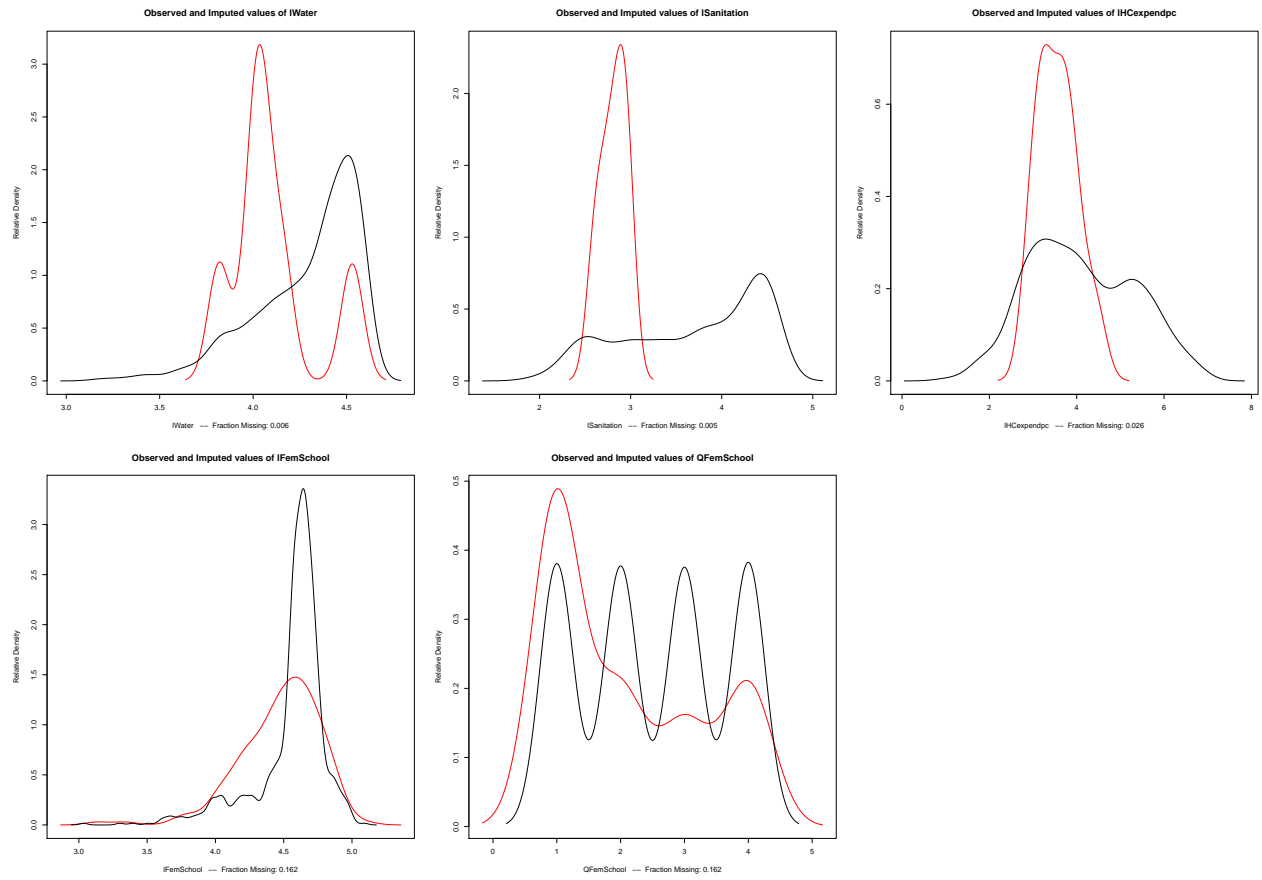 Observed and Imputed values of lWater
Relative Density
0.0 0.5 1.0 1.5 2.0 2.5 3.0
3.0 3.5 4.0 4.5
lWater −− Fraction Missing: 0.006
Observed and Imputed values of lSanitation
Relative Density
0.0 0.5 1.0 1.5 2.0
2 3 4 5
lSanitation −− Fraction Missing: 0.005
Observed and Imputed values of lHCexpendpc
Relative Density
0.0 0.2 0.4 0.6
0 2 4 6 8
lHCexpendpc −− Fraction Missing: 0.026
Observed and Imputed values of lFemSchool
Relative Density
0.0 0.5 1.0 1.5 2.0 2.5 3.0
3.0 3.5 4.0 4.5 5.0
lFemSchool −− Fraction Missing: 0.162
Observed and Imputed values of QFemSchool
Relative Density
0.0 0.1 0.2 0.3 0.4 0.5
0 1 2 3 4 5
QFemSchool −− Fraction Missing: 0.162